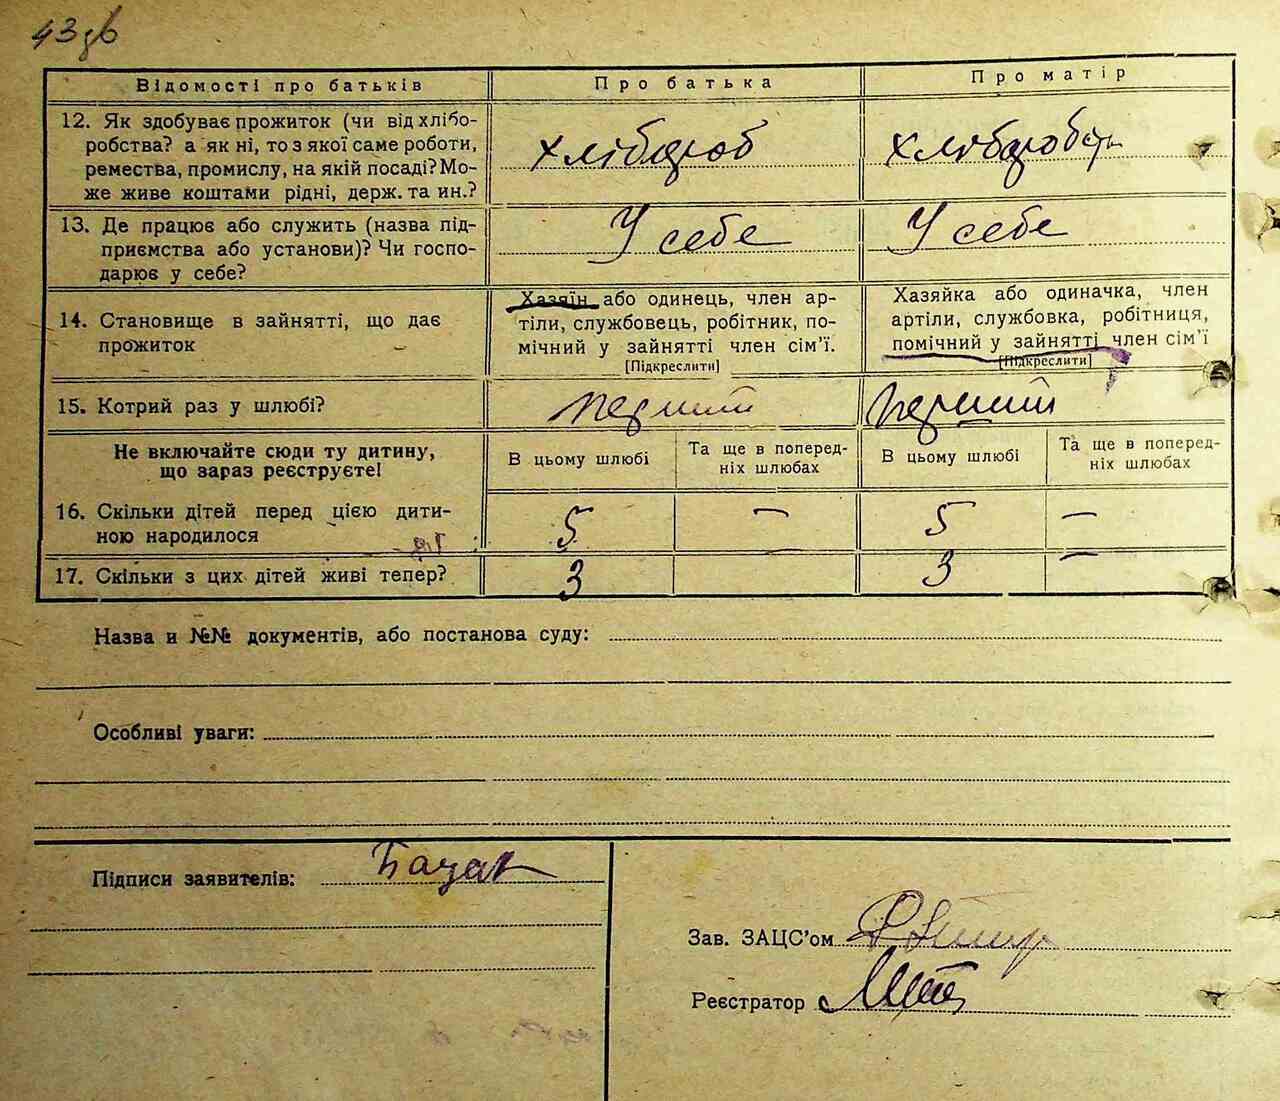 43 зв
Відомості про батьків
Про батька
Про матір
12. Як здобуває прожиток (чи від хлібо-
робства? а як ні, то з якої саме роботи,
ремества, промислу, на якій посаді? Мо-
же живе коштами рідні, держ. та ин.?
хлібороб
хлібороб
13. Де працює або служить (назва під-
приємства або установи)? Чи госпо-
дарює у себе?
У себе
У себе
14. Становище в зайнятті, що дає
прожиток
Хазяїн або одинець, член ар-
тіли, службовець, робітник, по-
мічний у зайнятті член сім'ї.
[Підкреслити]
Хазяйка або одиначка, член
артіли, службовка, робітниця,
помічний у зайнятті член сім'ї
[Підкреслити]
15. Котрий раз у шлюбі?
перший
перший
Не включайте сюди ту дитину,
що зараз реєструєте!
В цьому шлюбі
Та ще в поперед-
ніх шлюбах
В цьому шлюбі
Та ще в поперед-
ніх шлюбах
16. Скільки дітей перед цією дити-
ною народилося
5
—
5
—
17. Скільки з цих дітей живі тепер?
3
3
—
Назва и №№ документів, або постанова суду:
Особливі уваги:
Підписи заявителів:
Зав. ЗАЦС'ом
Реєстратор